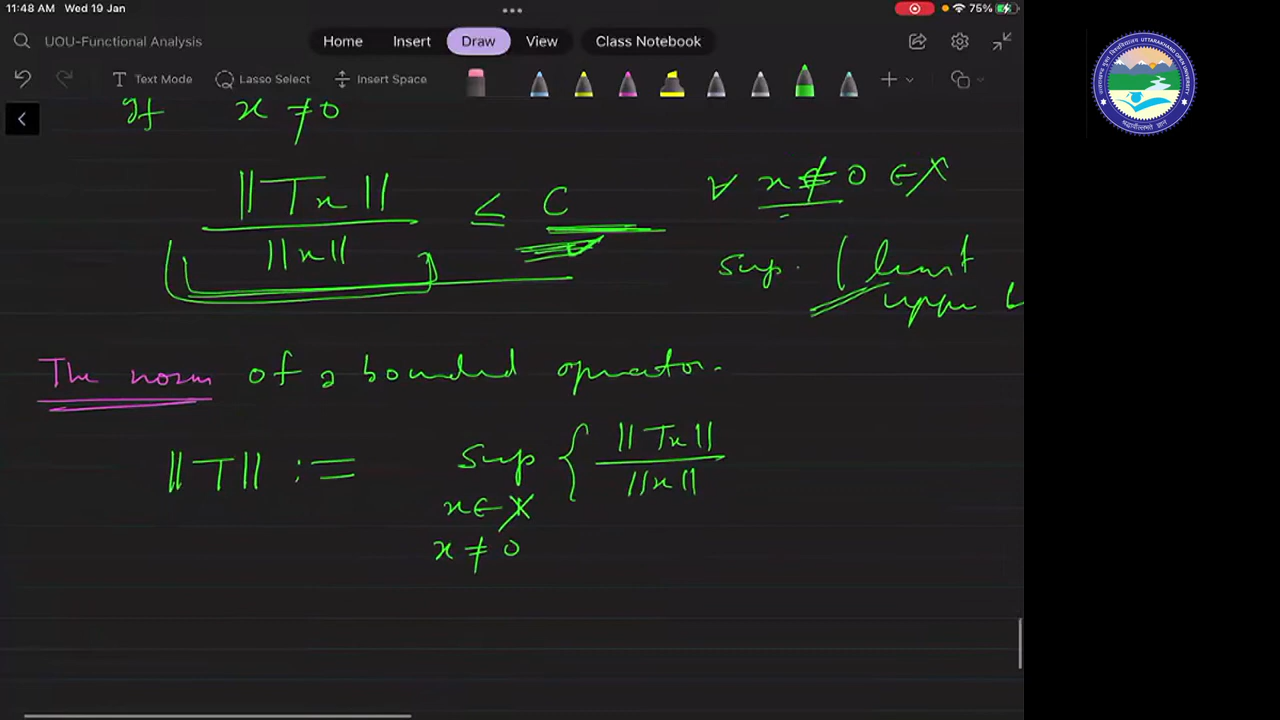 11:48 AM Wed 19 Jan
75%
UOU-Functional Analysis
Home Insert Draw View Class Notebook
Text Mode Lasso Select Insert Space
If x ≠ 0
||Tx|| / ||x|| ≤ C ∀ x ≠ 0 ∈ X
Sup. (least
upper
The norm of a bounded operator.
||T|| := Sup { ||Tx|| / ||x||
x ∈ X
x ≠ 0